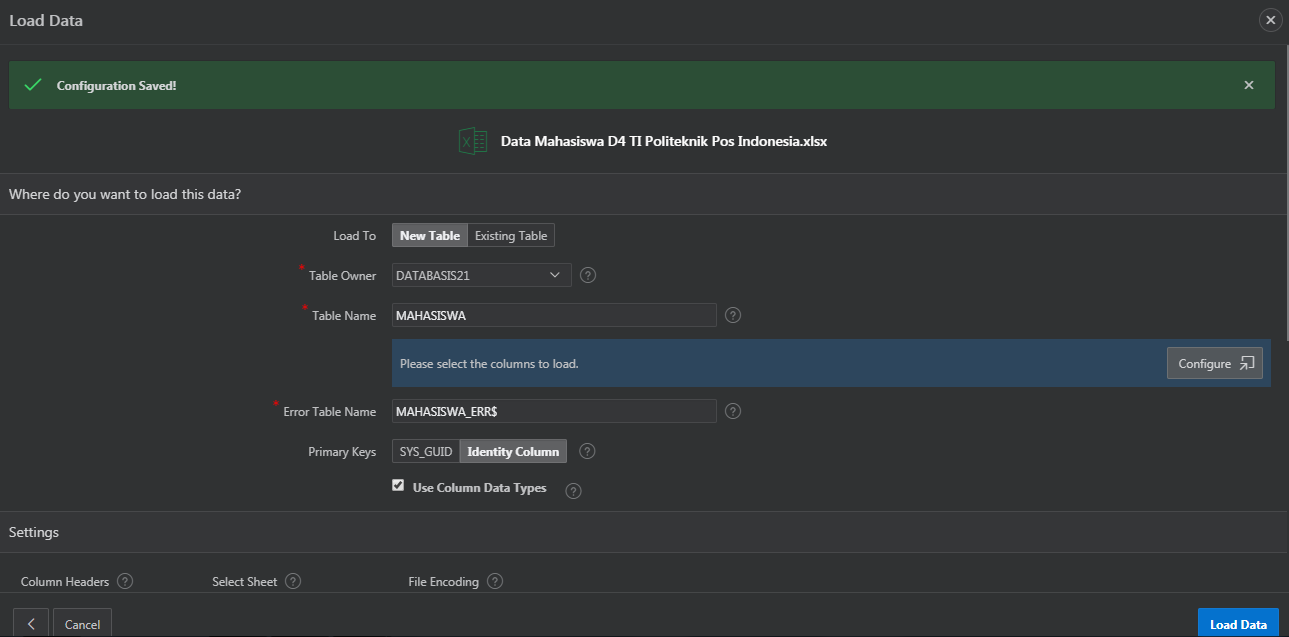 Load Data
Configuration Saved!
Data Mahasiswa D4 TI Politeknik Pos Indonesia.xlsx
Where do you want to load this data?
Load To New Table Existing Table
* Table Owner DATABASIS21 ?
* Table Name MAHASISWA ?
Please select the columns to load. Configure
* Error Table Name MAHASISWA_ERR$ ?
Primary Keys SYS_GUID Identity Column ?
Use Column Data Types ?
Settings
Column Headers ? Select Sheet ? File Encoding ?
Cancel Load Data